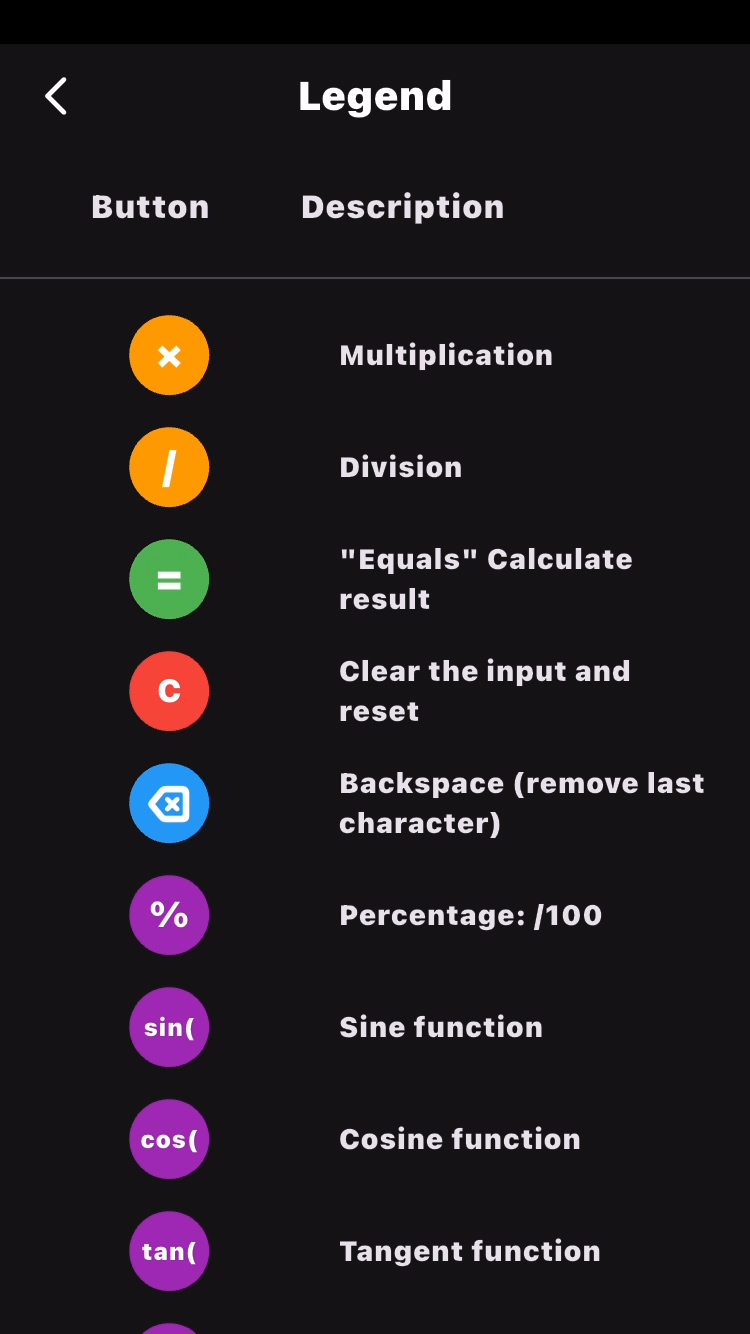 Legend
Button Description
× Multiplication
/ Division
= "Equals" Calculate
result
C Clear the input and
reset
Backspace (remove last
character)
% Percentage: /100
sin( Sine function
cos( Cosine function
tan( Tangent function